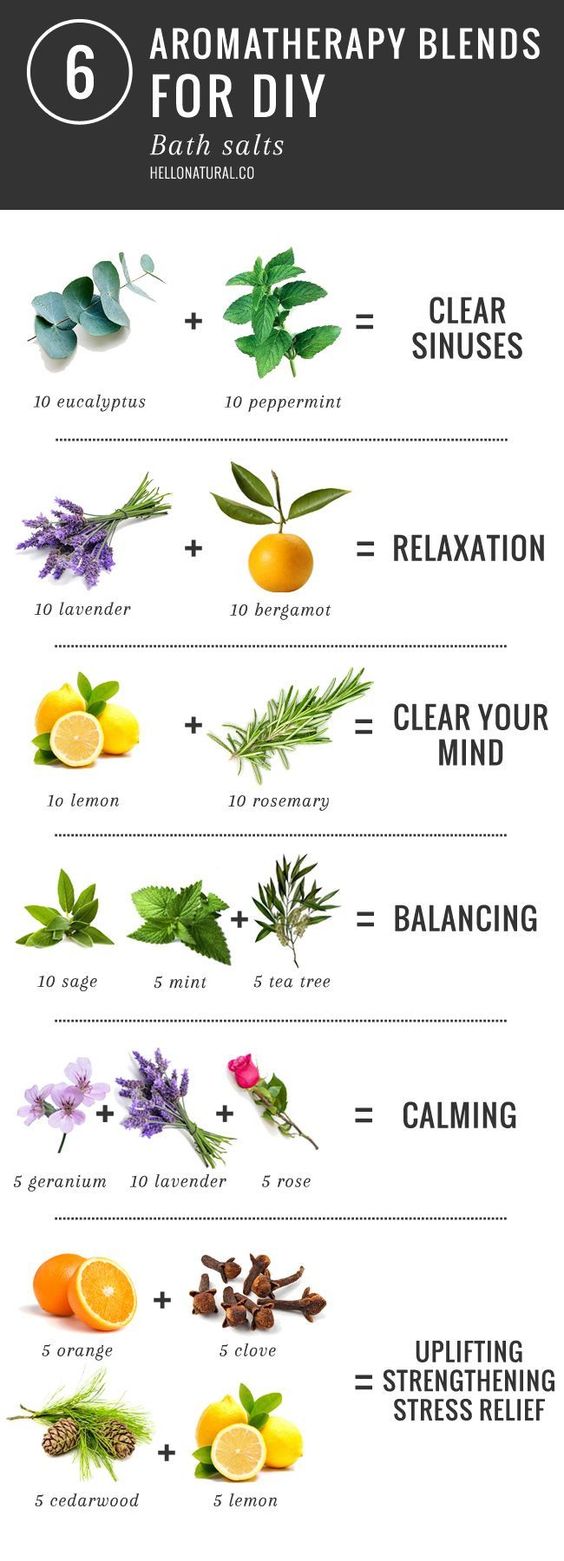 6
AROMATHERAPY BLENDS
FOR DIY
Bath salts
HELLONATURAL.CO
+
=
CLEAR
SINUSES
10 eucalyptus
10 peppermint
+
= RELAXATION
10 lavender
10 bergamot
+
=
CLEAR YOUR
MIND
1o lemon
10 rosemary
+
= BALANCING
10 sage
5 mint
5 tea tree
+
+
= CALMING
5 geranium
10 lavender
5 rose
+
5 orange
5 clove
UPLIFTING
= STRENGTHENING
STRESS RELIEF
+
5 cedarwood
5 lemon